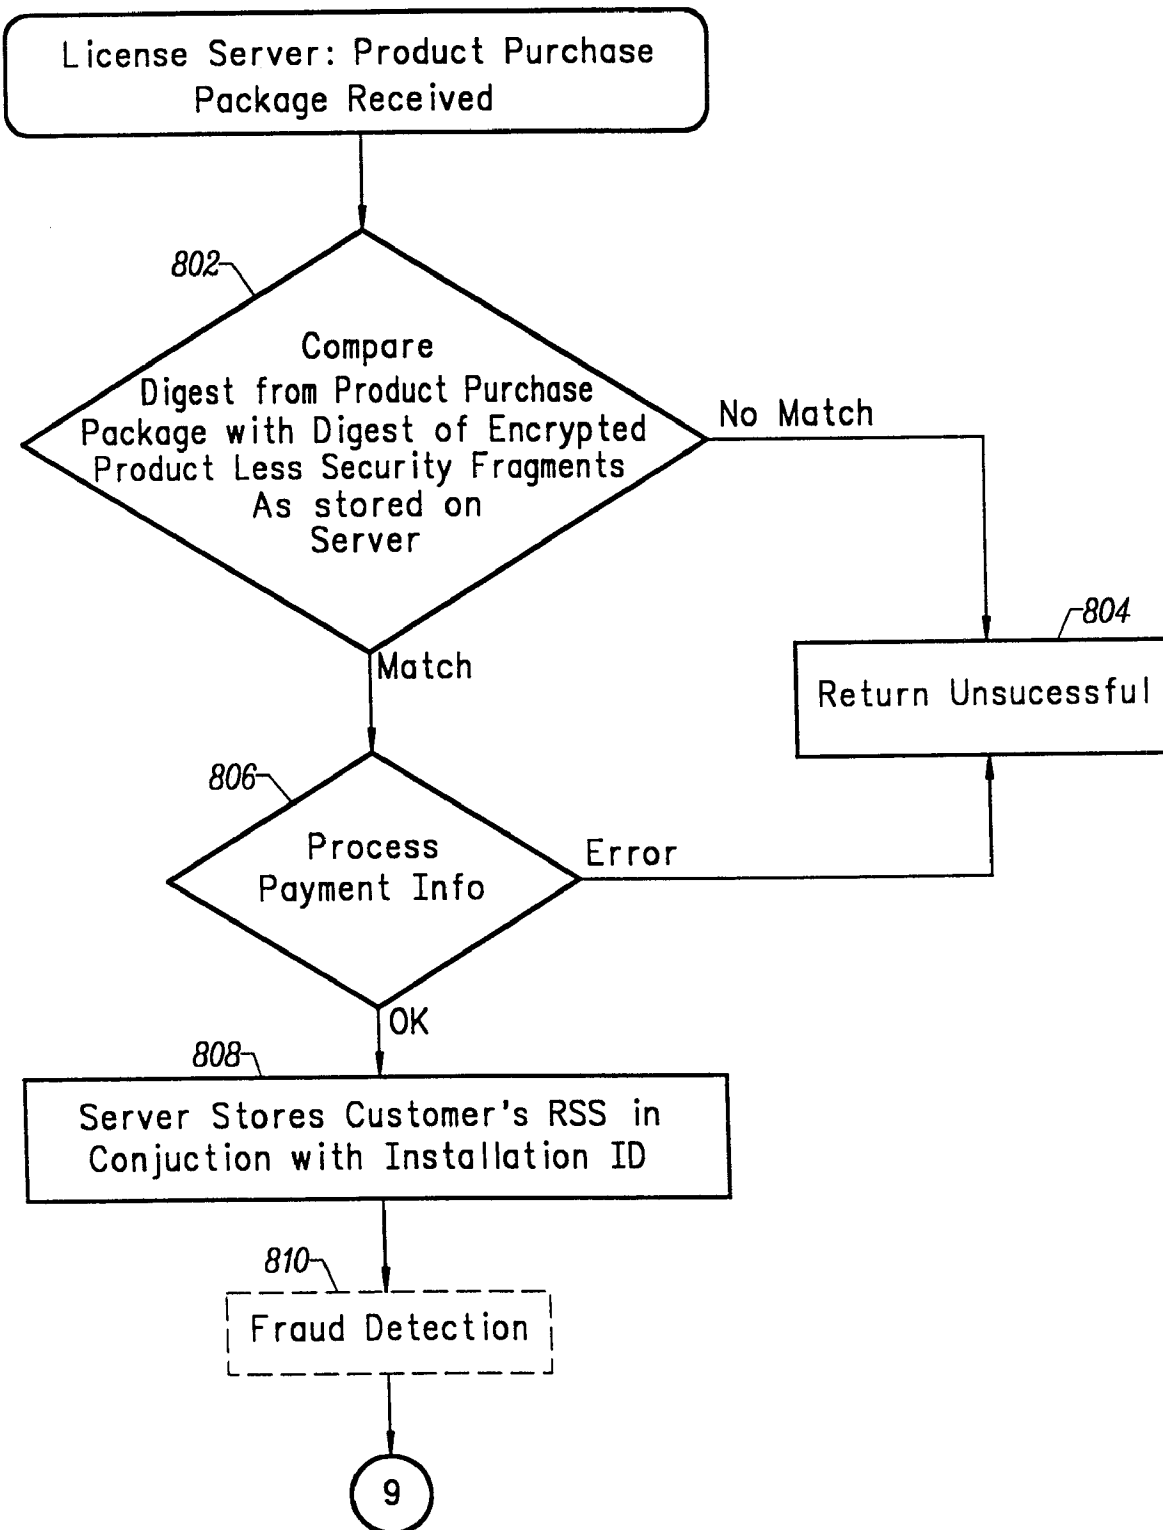 License Server: Product Purchase
Package Received
802
Compare
Digest from Product Purchase
Package with Digest of Encrypted
Product Less Security Fragments
As stored on
Server
No Match
804
Return Unsucessful
Match
806
Process
Payment Info
Error
OK
808
Server Stores Customer's RSS in
Conjuction with Installation ID
810
Fraud Detection
9